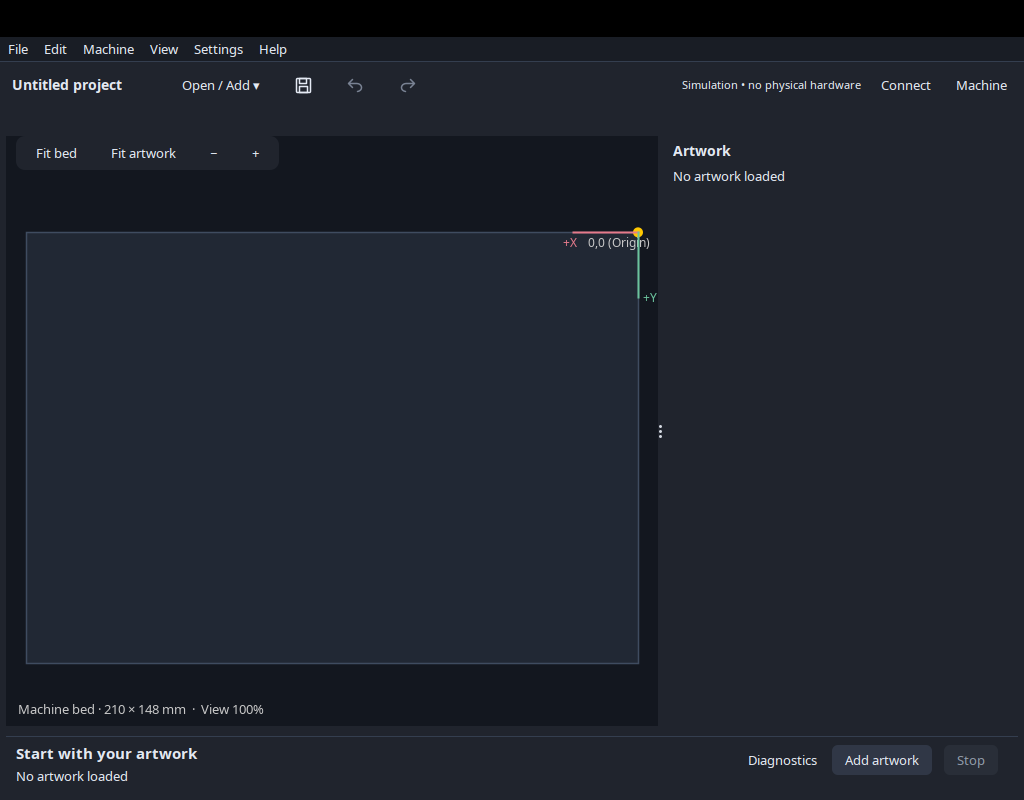 File Edit Machine View Settings Help
Untitled project Open / Add ▾ Simulation • no physical hardware Connect Machine
Fit bed Fit artwork − +
Artwork
No artwork loaded
+X 0,0 (Origin)
+Y
Machine bed · 210 × 148 mm · View 100%
Start with your artwork
No artwork loaded
Diagnostics Add artwork Stop